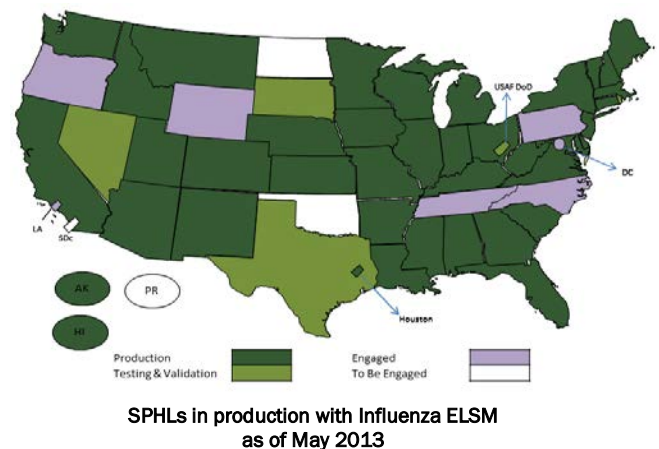 USAF DoD
DC
LA
SDc
AK
PR
HI
Houston
Production
Engaged
Testing & Validation
To Be Engaged
SPHLs in production with Influenza ELSM
as of May 2013